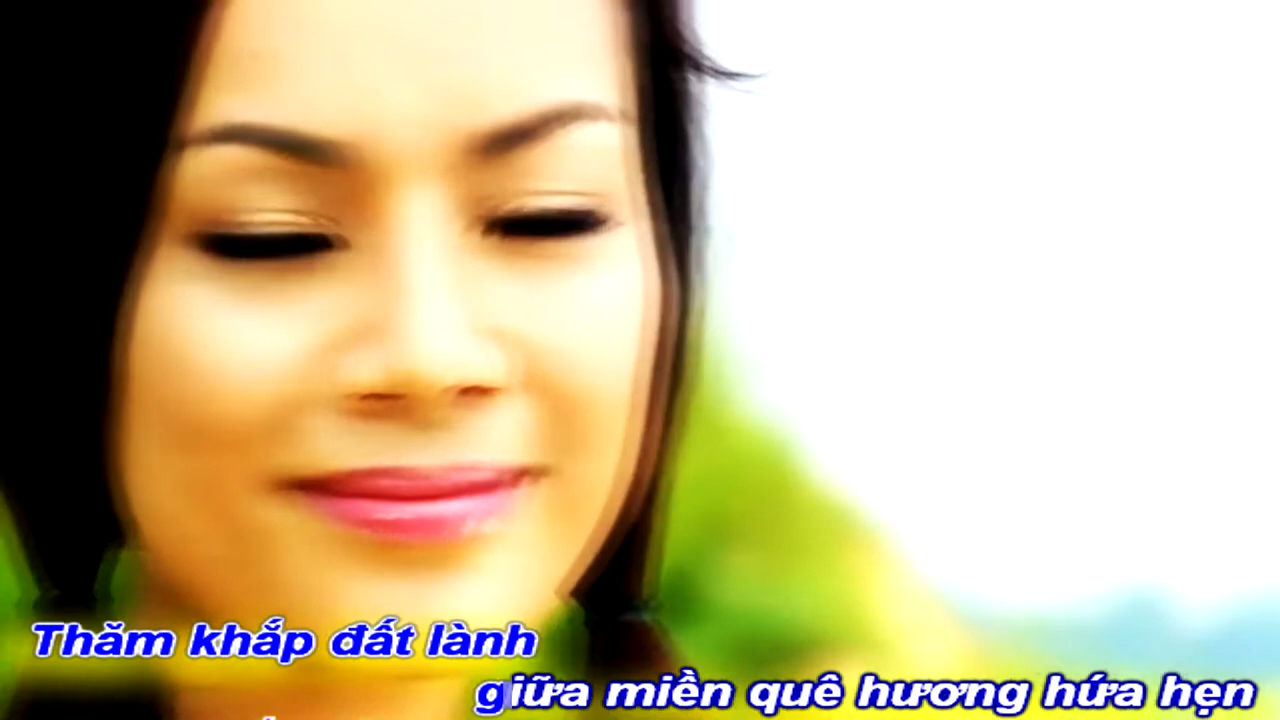 Thăm khắp đất lành
giữa miền quê hương hứa hẹn